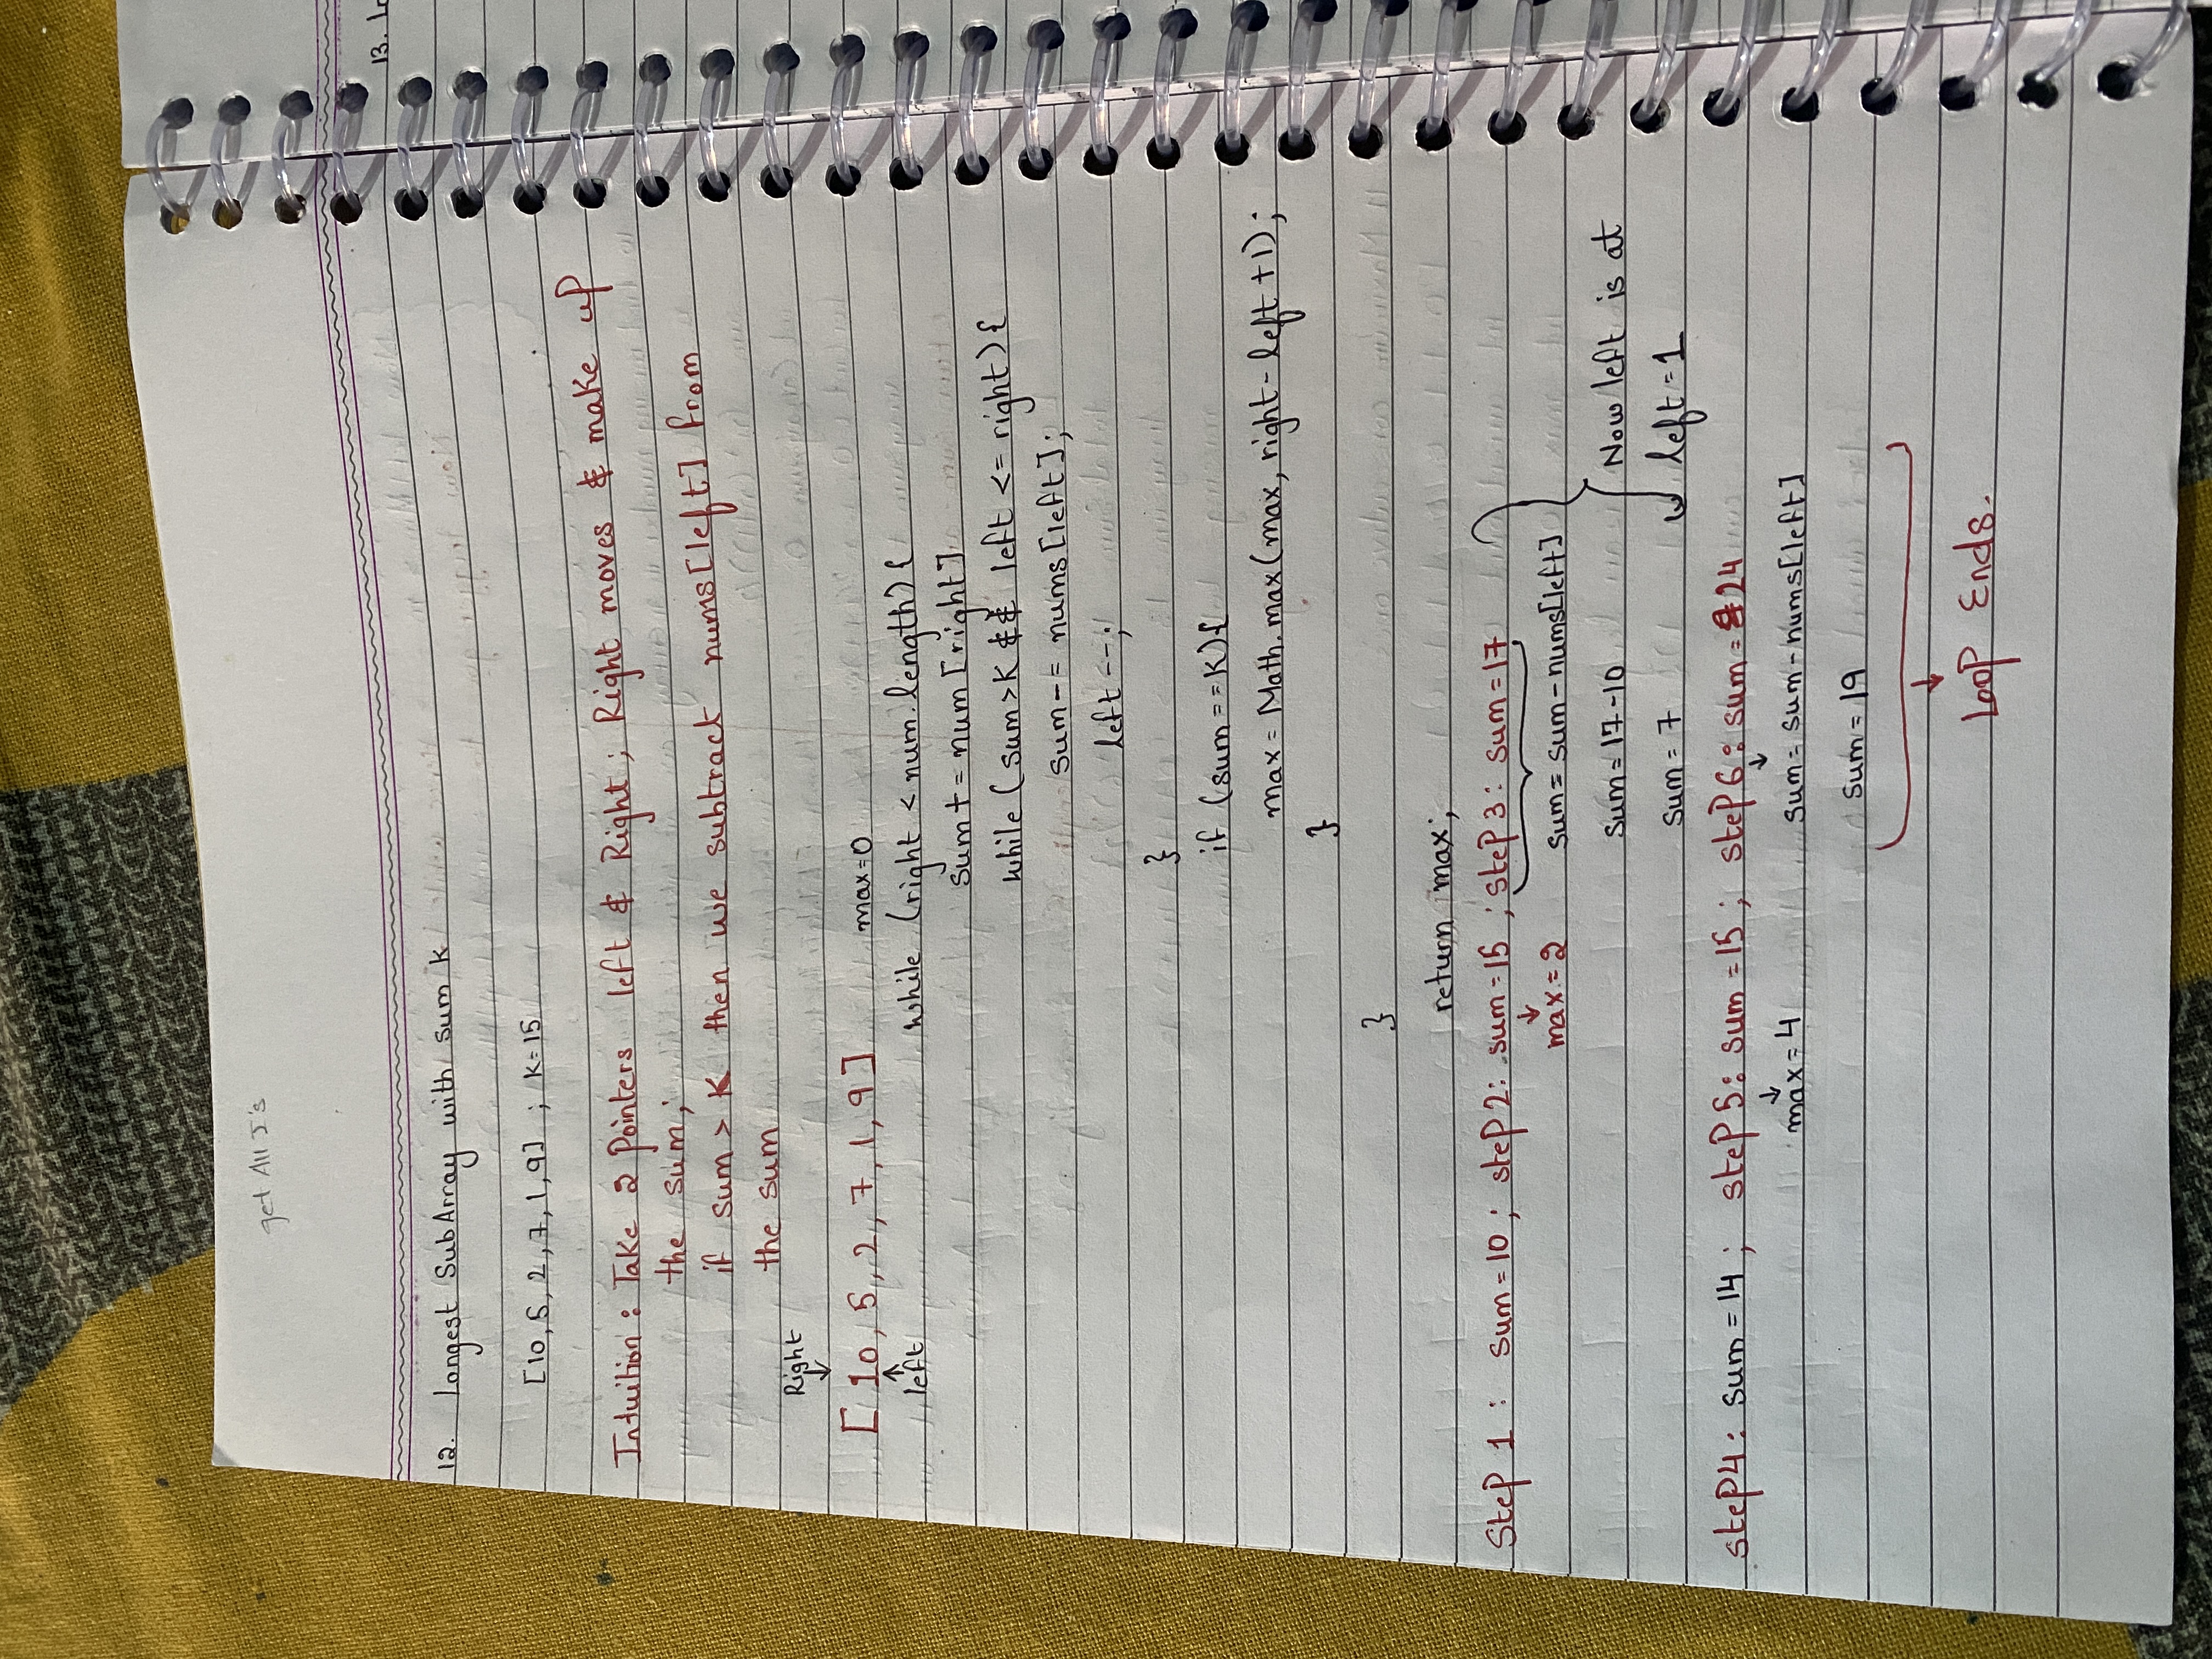 get All I's
12. Longest SubArray with sum K
13. Lo
[10, 5, 2, 7, 1, 9] ; K=15
Intuition : Take 2 Pointers left & Right; Right moves & make up
the sum;
if sum > K then we subtract nums[left] from
the sum
Right
↓
[ 10, 5, 2, 7, 1, 9 ] max=0
↑
left while (right < num.length) {
sum += num [right]
while ( sum>K && left <= right) {
sum -= nums [left];
left --;
}
if (sum == K) {
max = Math.max(max, right - left + 1);
}
}
return max;
Step 1 : sum = 10 ; step 2: sum = 15 ; step 3 : sum = 17
↓
max = 2 sum = sum - nums[left]
sum = 17 - 10 Now left is at
sum = 7 left = 1
step 4 : sum = 14 ; step 5 : sum = 15 ; step 6 : sum = 24
↓ ↓
max = 4 sum = sum - nums[left]
sum = 19
↓
Loop Ends.